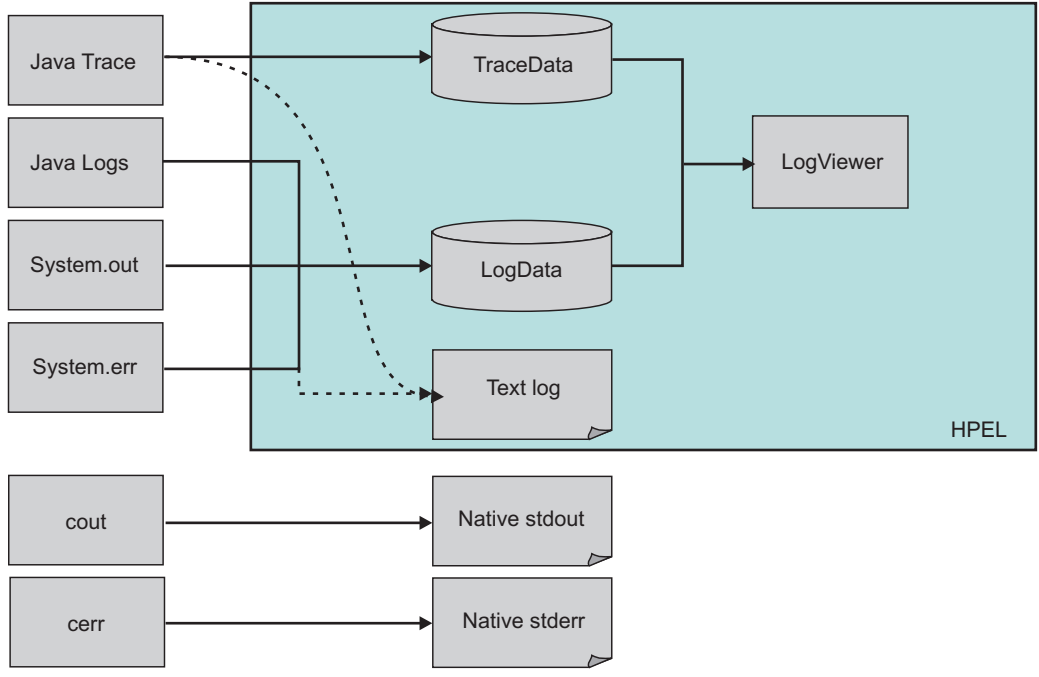 Java Trace
TraceData
Java Logs
LogViewer
System.out
LogData
System.err
Text log
HPEL
cout
Native stdout
cerr
Native stderr